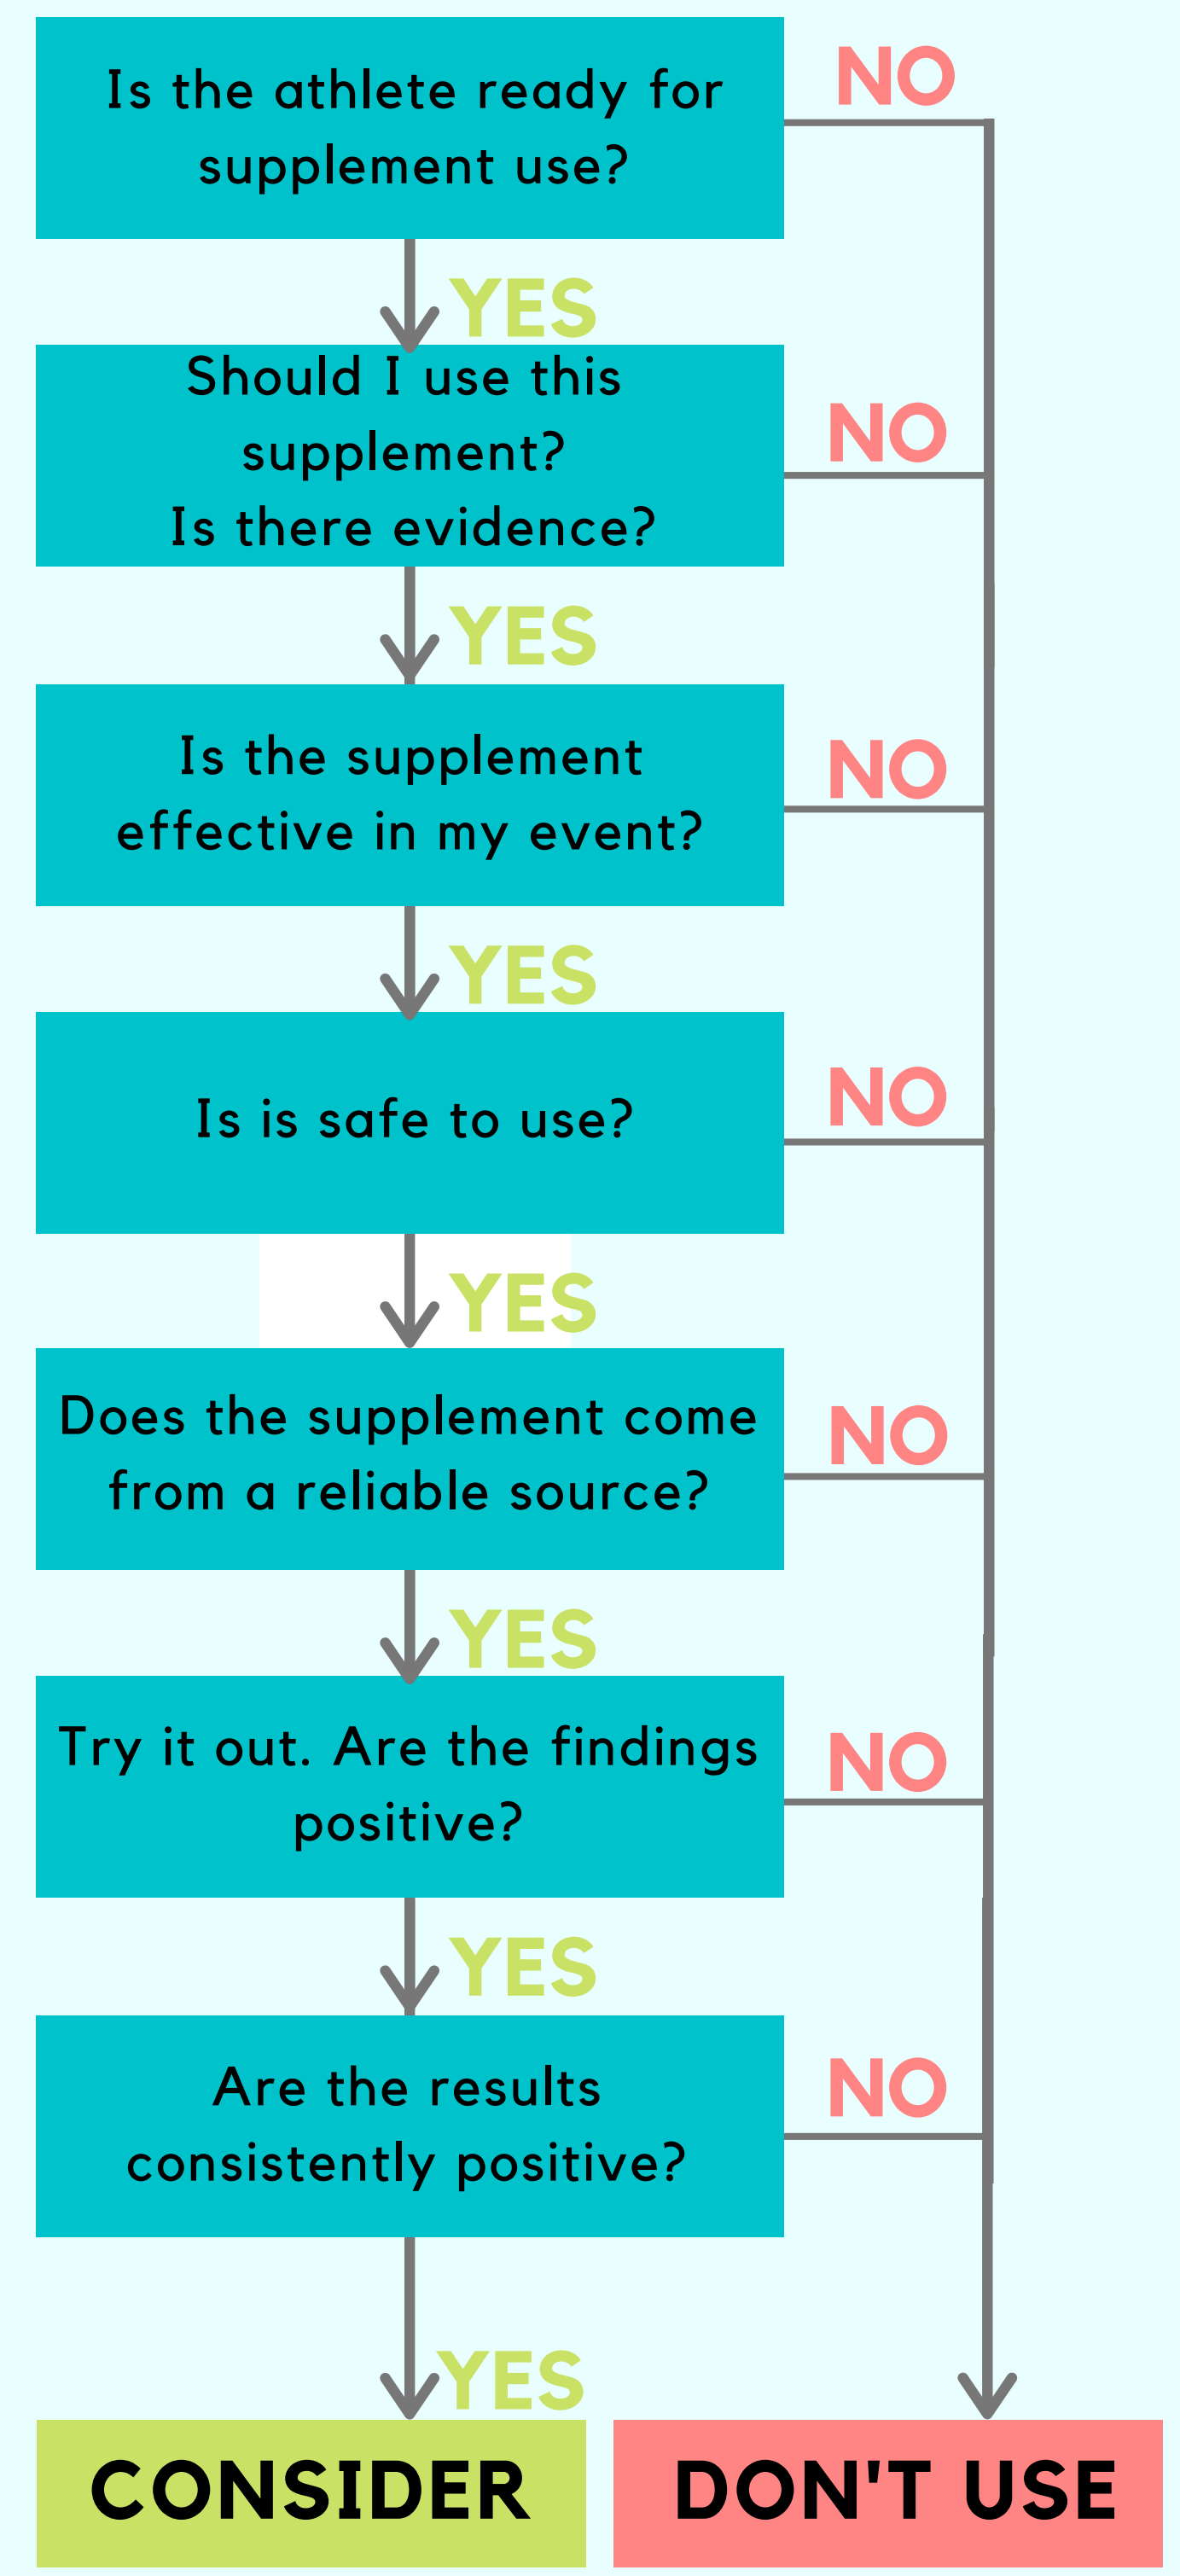 Is the athlete ready for
supplement use?
NO
YES
Should I use this
supplement?
Is there evidence?
NO
YES
Is the supplement
effective in my event?
NO
YES
Is is safe to use?
NO
YES
Does the supplement come
from a reliable source?
NO
YES
Try it out. Are the findings
positive?
NO
YES
Are the results
consistently positive?
NO
YES
CONSIDER
DON'T USE